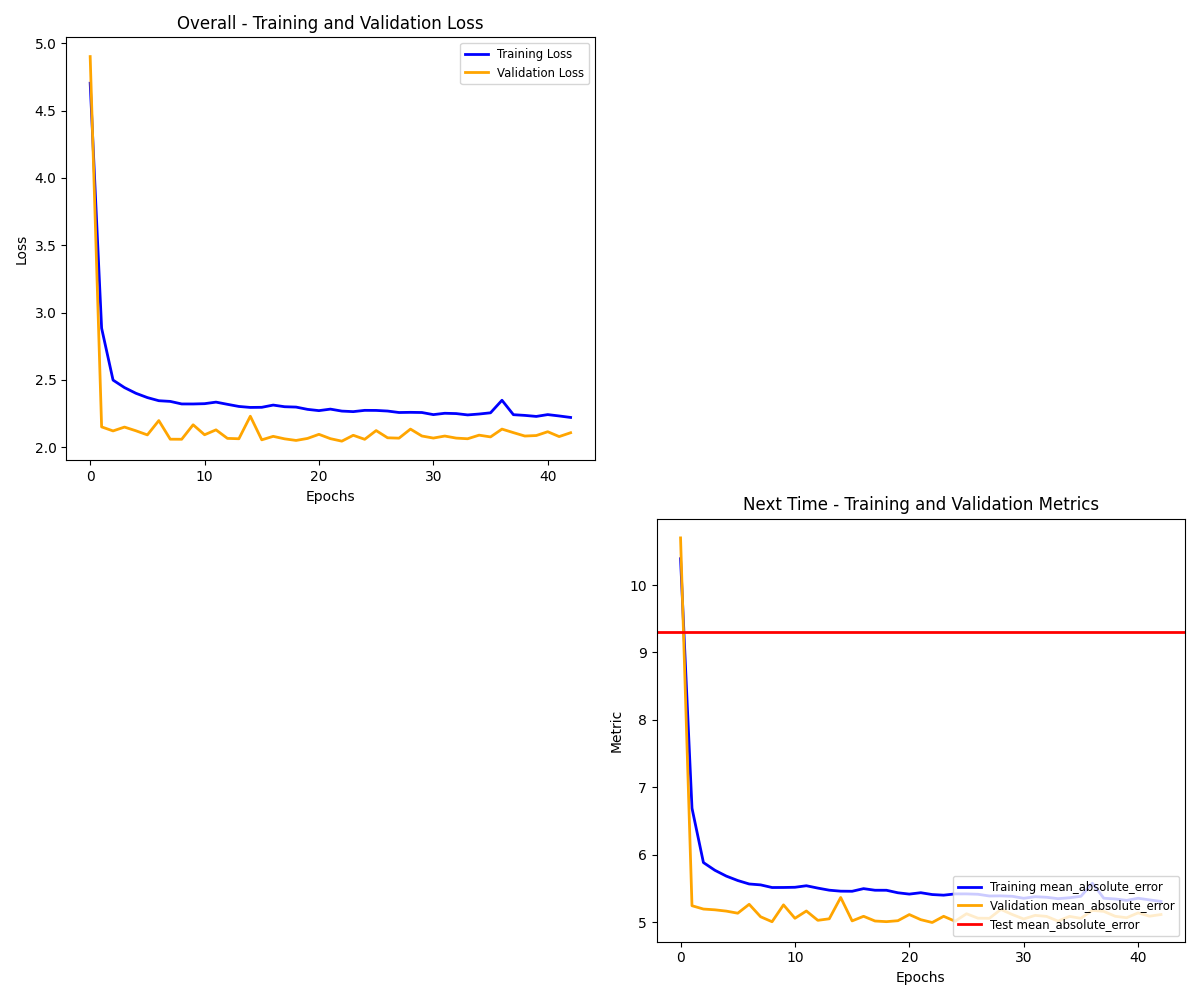 Overall - Training and Validation Loss
5.0
4.5
4.0
3.5
3.0
2.5
2.0
Loss
Training Loss
Validation Loss
0 10 20 30 40
Epochs
Next Time - Training and Validation Metrics
10
9
8
7
6
5
Metric
Training mean_absolute_error
Validation mean_absolute_error
Test mean_absolute_error
0 10 20 30 40
Epochs